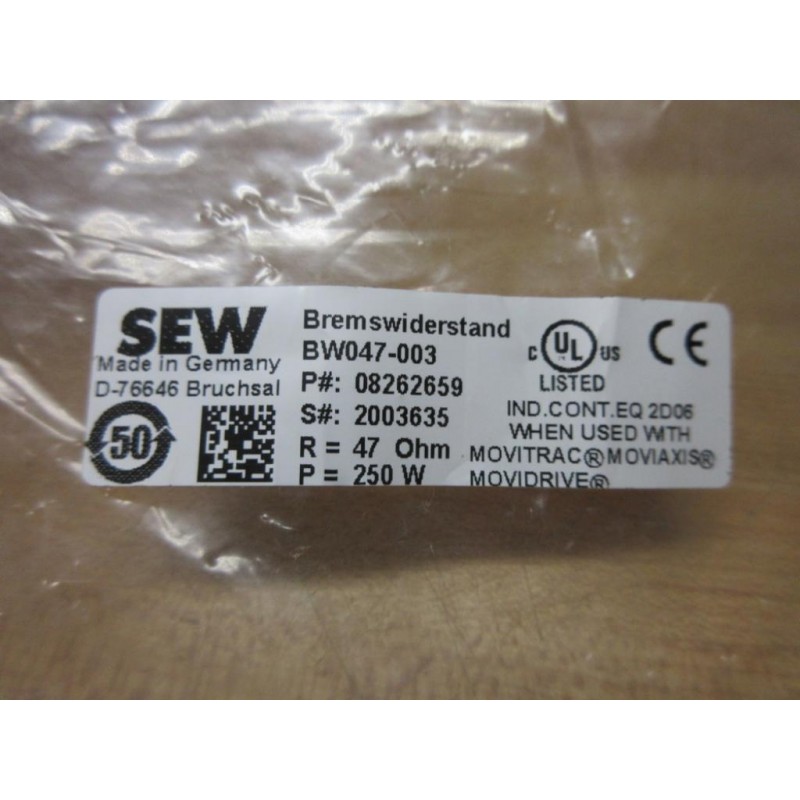 SEW
Made in Germany
D-76646 Bruchsal
50
Bremswiderstand
BW047-003
P#: 08262659
S#: 2003635
R = 47 Ohm
P = 250 W
C UL US
LISTED
IND.CONT.EQ 2D06
WHEN USED WITH
MOVITRAC® MOVIAXIS®
MOVIDRIVE®
CE